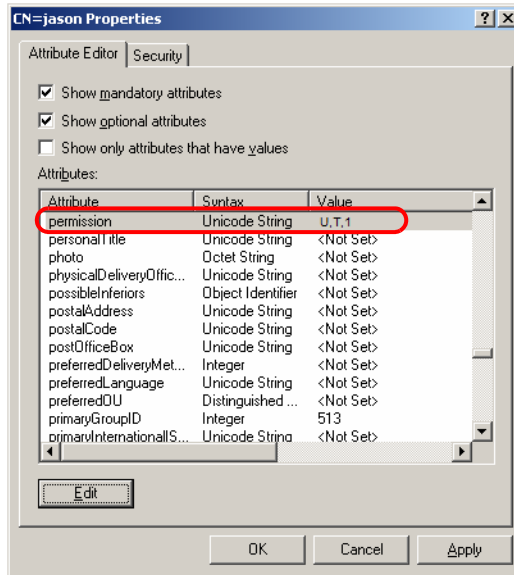 CN=jason Properties
Attribute Editor Security
Show mandatory attributes
Show optional attributes
Show only attributes that have values
Attributes:
Attribute Syntax Value
permission Unicode String U,T,1
personalTitle Unicode String <Not Set>
photo Octet String <Not Set>
physicalDeliveryOffic... Unicode String <Not Set>
possibleInferiors Object Identifier <Not Set>
postalAddress Unicode String <Not Set>
postalCode Unicode String <Not Set>
postOfficeBox Unicode String <Not Set>
preferredDeliveryMet... Integer <Not Set>
preferredLanguage Unicode String <Not Set>
preferredOU Distinguished ... <Not Set>
primaryGroupID Integer 513
primaryInternationalIS... Unicode String <Not Set>
Edit
OK Cancel Apply